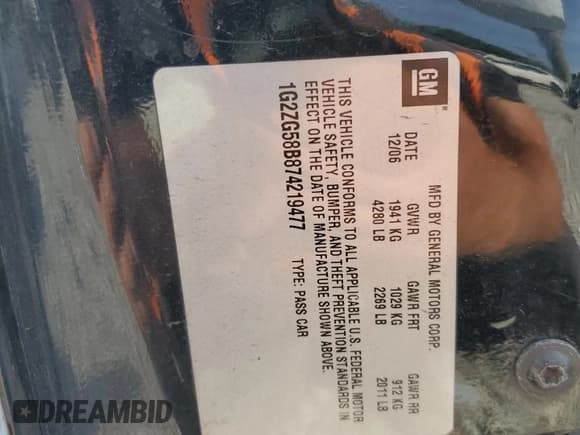 GM
®
MFD BY GENERAL MOTORS CORP.
DATE GVWR GAWR FRT GAWR RR
12/06 1941 KG 1029 KG 912 KG
4280 LB 2269 LB 2011 LB
THIS VEHICLE CONFORMS TO ALL APPLICABLE U.S. FEDERAL MOTOR
VEHICLE SAFETY, BUMPER, AND THEFT PREVENTION STANDARDS IN
EFFECT ON THE DATE OF MANUFACTURE SHOWN ABOVE.
1G2ZG58B874219477 TYPE: PASS CAR
DREAMBID